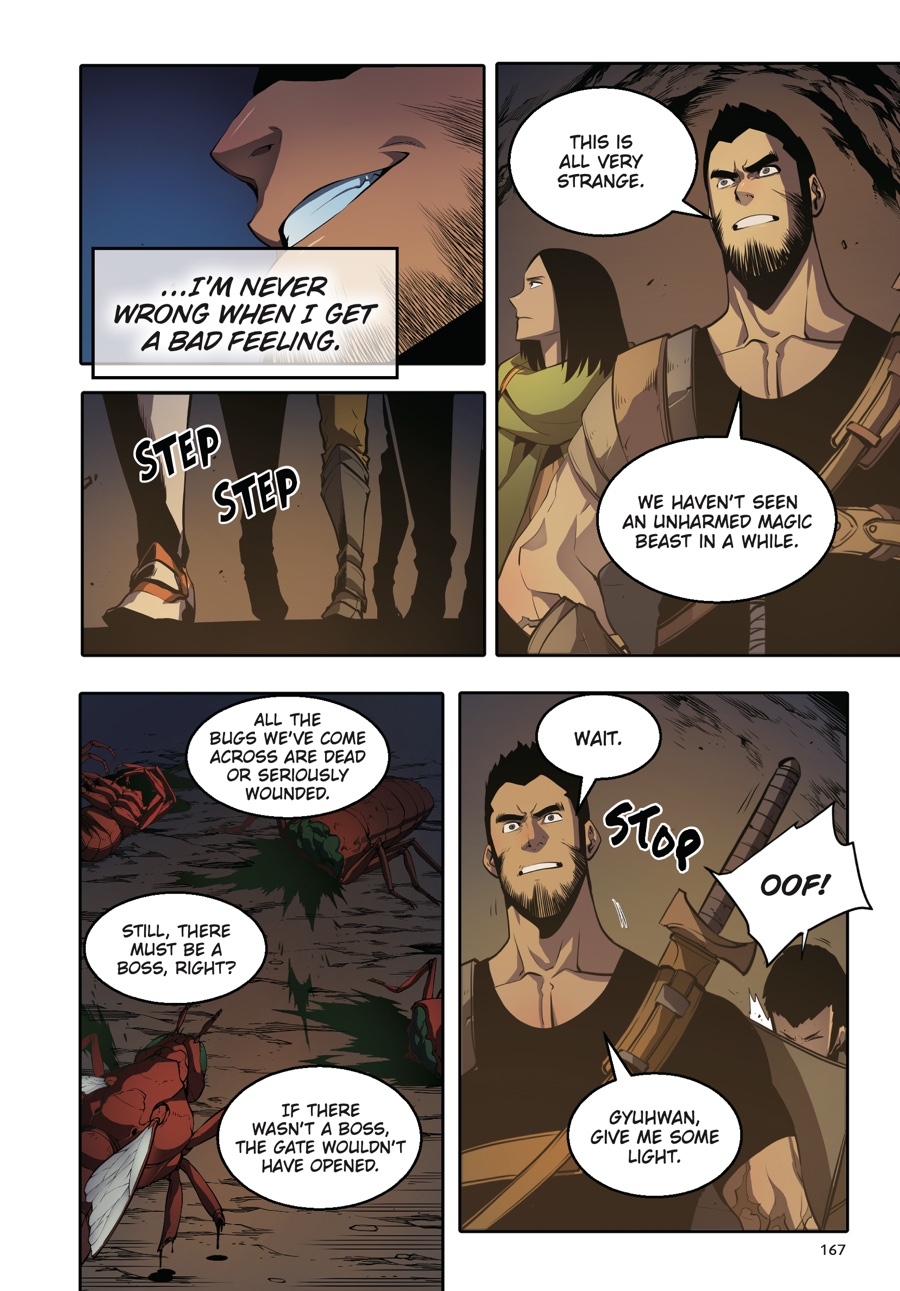 ...I'M NEVER
WRONG WHEN I GET
A BAD FEELING.
THIS IS
ALL VERY
STRANGE.
WE HAVEN'T SEEN
AN UNHARMED MAGIC
BEAST IN A WHILE.
STEP
STEP
ALL THE
BUGS WE'VE COME
ACROSS ARE DEAD
OR SERIOUSLY
WOUNDED.
STILL, THERE
MUST BE A
BOSS, RIGHT?
IF THERE
WASN'T A BOSS,
THE GATE WOULDN'T
HAVE OPENED.
WAIT.
STOP
OOF!
GYUHWAN,
GIVE ME SOME
LIGHT.
167